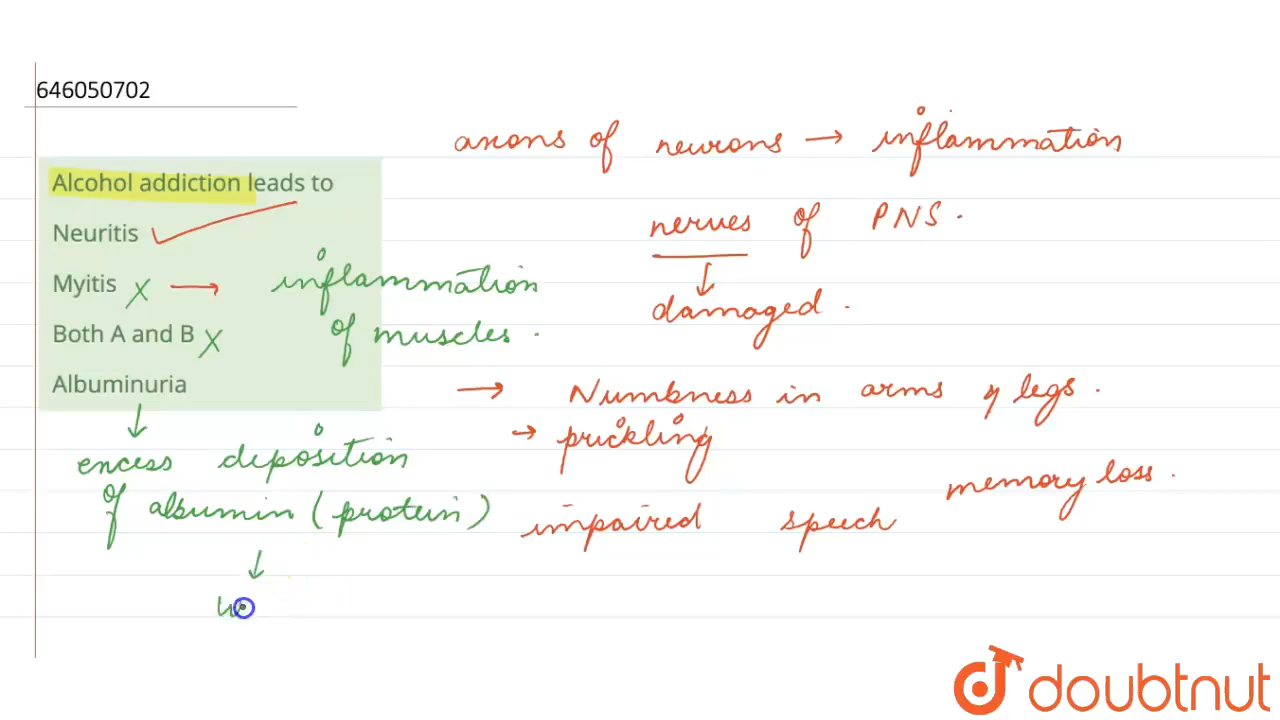 646050702
Alcohol addiction leads to
Neuritis ✓
Myitis X →
Both A and B X
Albuminuria
axons of neurons → inflammation
nerves of PNS.
↓
damaged.
inflammation
of muscles.
→ Numbness in arms & legs.
→ prickling
memory loss.
impaired speech
↓
excess deposition
of albumin (protein)
↓
doubtnut